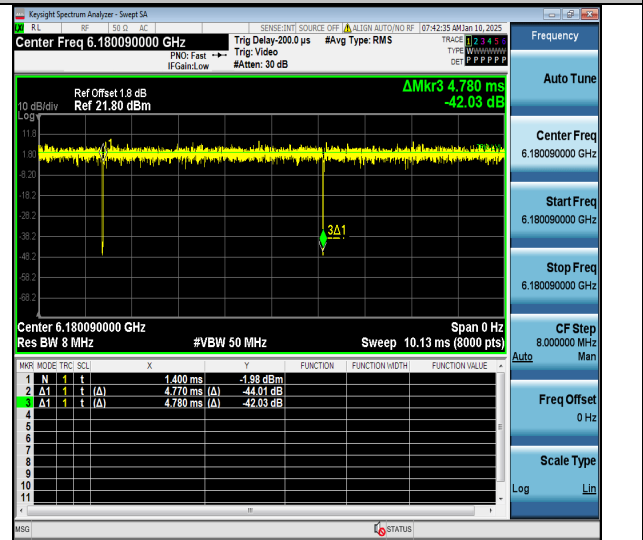 Keysight Spectrum Analyzer - Swept SA
LXI RL RF 50 Ω AC SENSE:INT SOURCE OFF ALIGN AUTO/NO RF 07:42:35 AM Jan 10, 2025
Center Freq 6.180090000 GHz
PNO: Fast
IFGain:Low
Trig Delay-200.0 µs #Avg Type: RMS
Trig: Video
#Atten: 30 dB
TRACE 1 2 3 4 5 6
TYPE WWWWWW
DET P P P P P P
ΔMkr3 4.780 ms
-42.03 dB
Ref Offset 1.8 dB
10 dB/div Ref 21.80 dBm
Log
11.8
1.80
-8.20
-18.2
-28.2
-38.2
-48.2
-58.2
-68.2
1
3Δ1
Center 6.180090000 GHz Span 0 Hz
Res BW 8 MHz #VBW 50 MHz Sweep 10.13 ms (8000 pts)
MKR MODE TRC SCL X Y FUNCTION FUNCTION WIDTH FUNCTION VALUE
1 N 1 t 1.400 ms -1.98 dBm
2 Δ1 1 t (Δ) 4.770 ms (Δ) -44.01 dB
3 Δ1 1 t (Δ) 4.780 ms (Δ) -42.03 dB
4
5
6
7
8
9
10
11
MSG STATUS
Frequency
Auto Tune
Center Freq
6.180090000 GHz
Start Freq
6.180090000 GHz
Stop Freq
6.180090000 GHz
CF Step
8.000000 MHz
Auto Man
Freq Offset
0 Hz
Scale Type
Log Lin